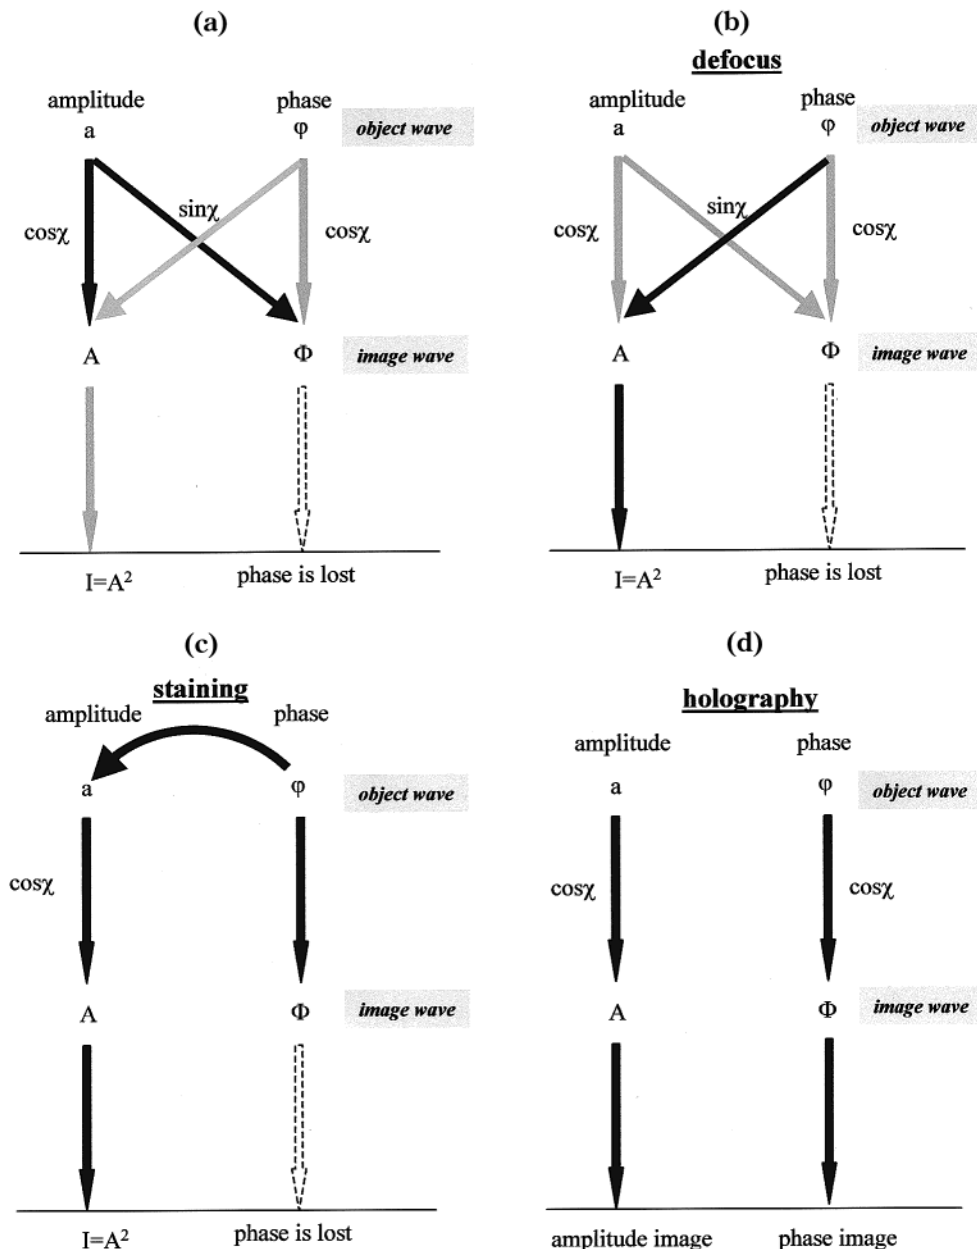 (a)
amplitude phase
a φ object wave
sinχ
cosχ cosχ
A Φ image wave
I=A² phase is lost
(b)
defocus
amplitude phase
a φ object wave
sinχ
cosχ cosχ
A Φ image wave
I=A² phase is lost
(c)
staining
amplitude phase
a φ object wave
cosχ
A Φ image wave
I=A² phase is lost
(d)
holography
amplitude phase
a φ object wave
cosχ cosχ
A Φ image wave
amplitude image phase image